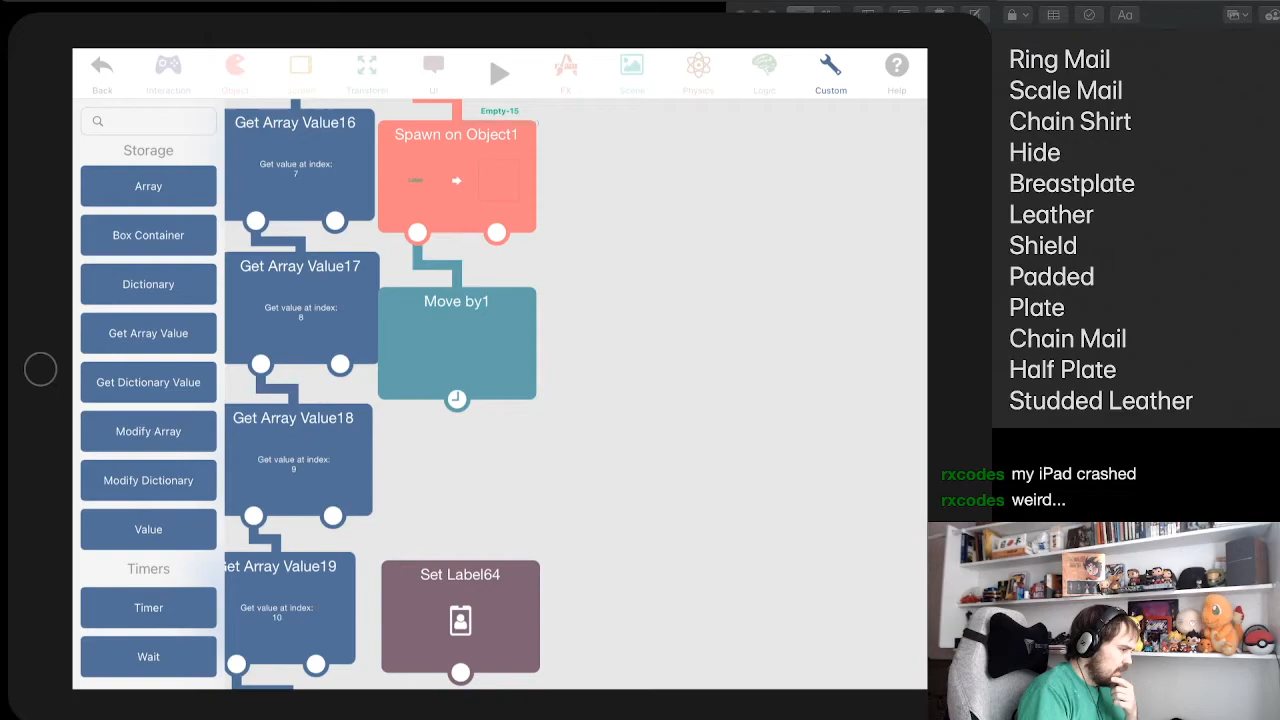 Back
Interaction
Object
Screen
Transform
UI
FX
Scene
Physics
Logic
Custom
Help
Aa
Storage
Array
Box Container
Dictionary
Get Array Value
Get Dictionary Value
Modify Array
Modify Dictionary
Value
Timers
Timer
Wait
Get Array Value16
Get value at index:
7
Get Array Value17
Get value at index:
8
Get Array Value18
Get value at index:
9
Get Array Value19
Get value at index:
10
Empty-15
Spawn on Object1
Move by1
Set Label64
Ring Mail
Scale Mail
Chain Shirt
Hide
Breastplate
Leather
Shield
Padded
Plate
Chain Mail
Half Plate
Studded Leather
rxcodes my iPad crashed
rxcodes weird...